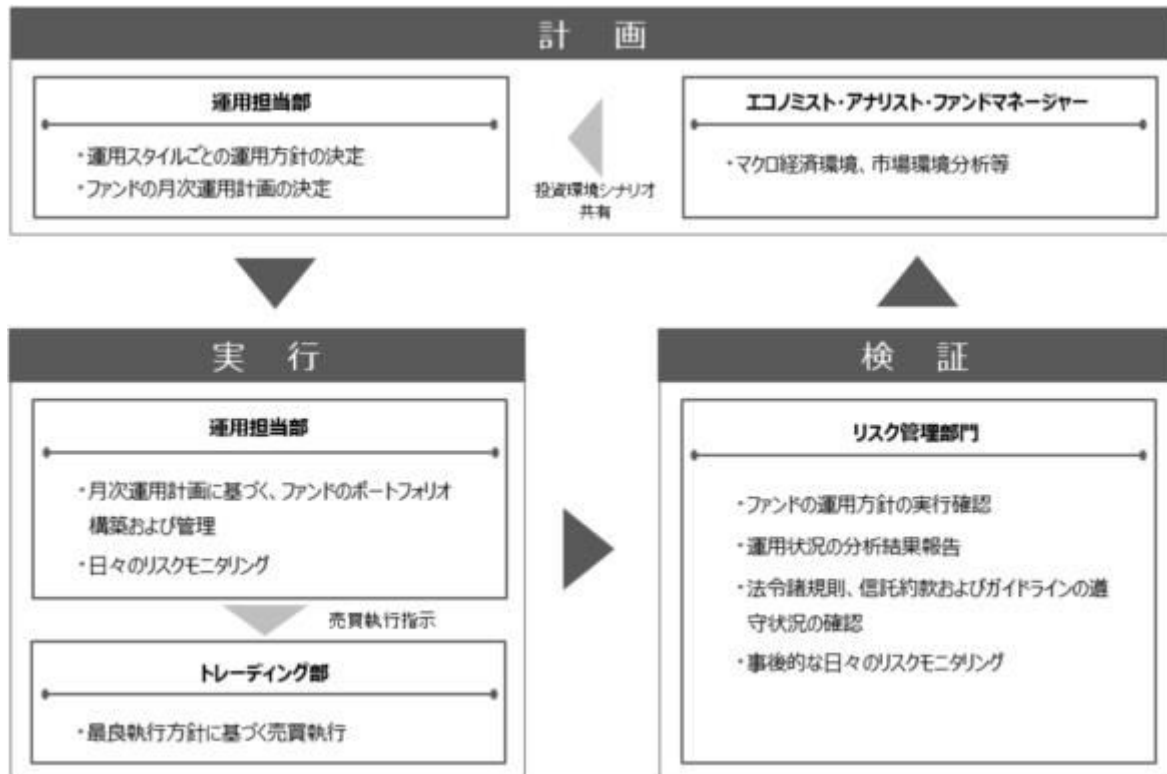 計 画
運用担当部
・運用スタイルごとの運用方針の決定
・ファンドの月次運用計画の決定
投資環境シナリオ
共有
エコノミスト・アナリスト・ファンドマネージャー
・マクロ経済環境、市場環境分析等
実 行
運用担当部
・月次運用計画に基づく、ファンドのポートフォリオ
構築および管理
・日々のリスクモニタリング
売買執行指示
トレーディング部
・最良執行方針に基づく売買執行
検 証
リスク管理部門
・ファンドの運用方針の実行確認
・運用状況の分析結果報告
・法令諸規則、信託約款およびガイドラインの遵
守状況の確認
・事後的な日々のリスクモニタリング